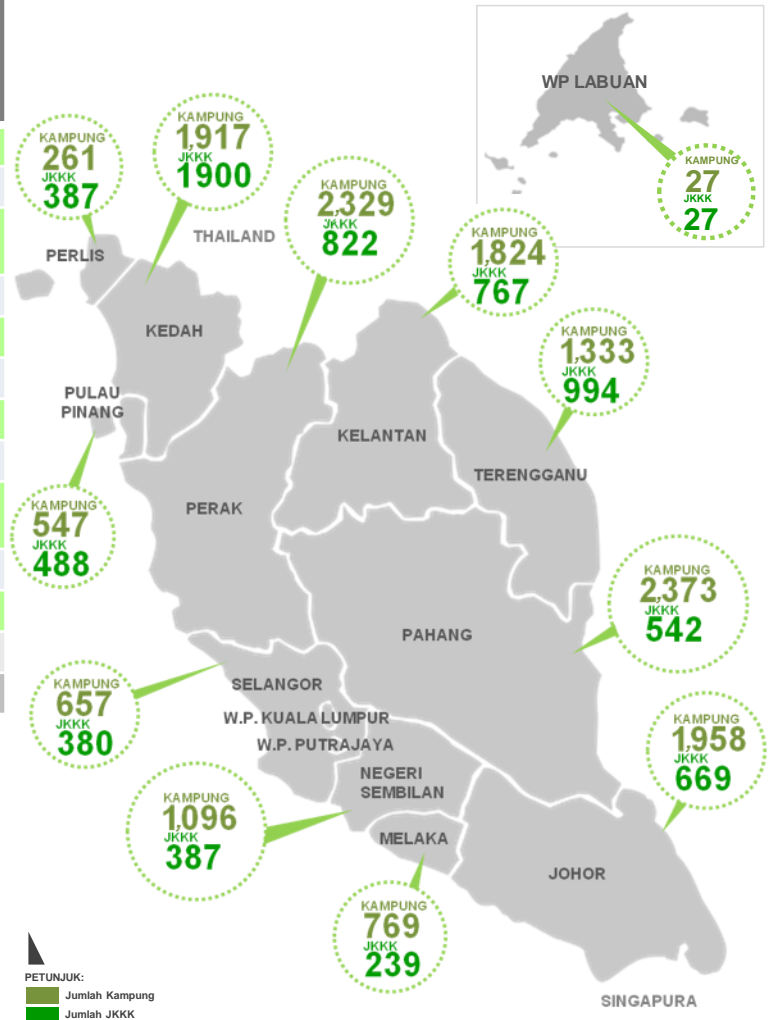 WP LABUAN
KAMPUNG
27
JKKK
27
KAMPUNG
261
JKKK
387
KAMPUNG
1,917
JKKK
1900
KAMPUNG
2,329
JKKK
822
KAMPUNG
1,824
JKKK
767
THAILAND
PERLIS
KEDAH
KAMPUNG
1,333
JKKK
994
PULAU
PINANG
KELANTAN
TERENGGANU
KAMPUNG
547
JKKK
488
PERAK
KAMPUNG
2,373
JKKK
542
PAHANG
KAMPUNG
657
JKKK
380
SELANGOR
W.P. KUALA LUMPUR
W.P. PUTRAJAYA
KAMPUNG
1,958
JKKK
669
NEGERI
SEMBILAN
KAMPUNG
1,096
JKKK
387
MELAKA
JOHOR
KAMPUNG
769
JKKK
239
PETUNJUK:
Jumlah Kampung
Jumlah JKKK
SINGAPURA